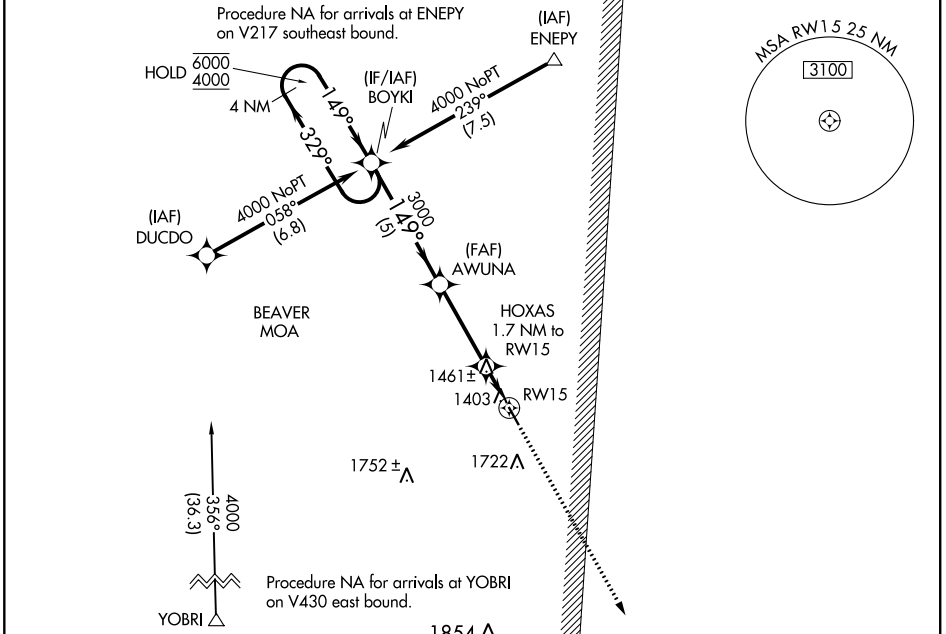 Procedure NA for arrivals at ENEPY
on V217 southeast bound.
(IAF)
ENEPY
MSA RW15 25 NM
3100
HOLD
6000
4000
4 NM
(IF/IAF)
BOYKI
4000 NoPT
239°
(7.5)
149°
329°
4000 NoPT
058°
(6.8)
(IAF)
DUCDO
3000
149°
(5)
(FAF)
AWUNA
BEAVER
MOA
HOXAS
1.7 NM to
RW15
1461±
1403
RW15
1752±
1722
4000
356°
(36.3)
Procedure NA for arrivals at YOBRI
on V430 east bound.
YOBRI
1854